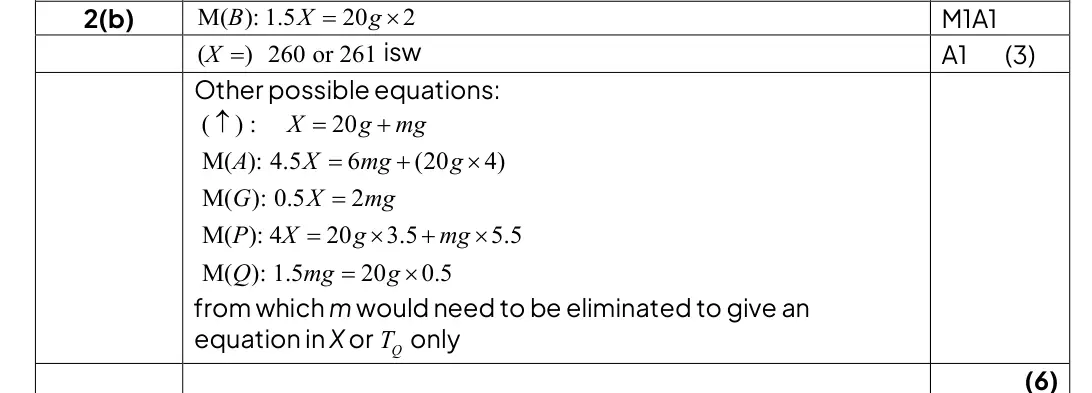 2(b) M(B): 1.5X = 20g × 2 M1A1
(X =) 260 or 261 isw A1 (3)
Other possible equations:
(↑): X = 20g + mg
M(A): 4.5X = 6mg + (20g × 4)
M(G): 0.5X = 2mg
M(P): 4X = 20g × 3.5 + mg × 5.5
M(Q): 1.5mg = 20g × 0.5
from which m would need to be eliminated to give an
equation in X or T_Q only
(6)